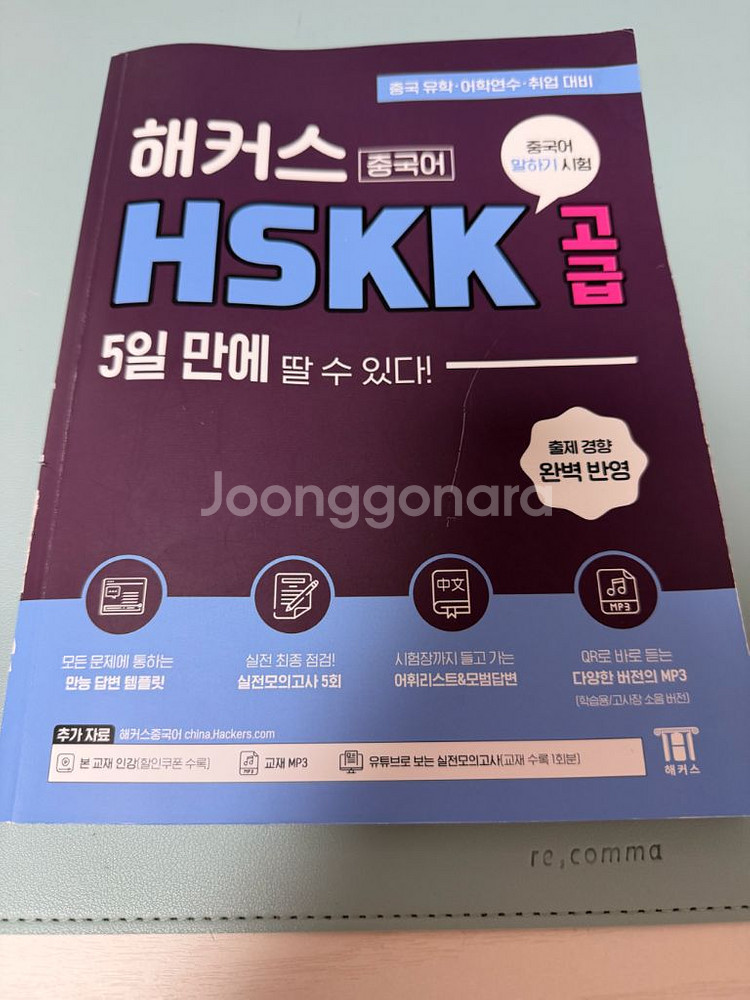 중국 유학·어학연수·취업 대비
해커스 중국어
중국어
말하기 시험
HSKK 고급
5일 만에 딸 수 있다!
출제 경향
완벽 반영
Joonggonara
中文
MP3
모든 문제에 통하는
만능 답변 템플릿
실전 최종 점검!
실전모의고사 5회
시험장까지 들고 가는
어휘리스트&모범답변
QR로 바로 듣는
다양한 버전의 MP3
(학습용/고사장 소음 버전)
추가 자료 해커스중국어 china.Hackers.com
본 교재 인강(할인쿠폰 수록)
MP3
교재 MP3
유튜브로 보는 실전모의고사(교재 수록 1회분)
해커스
re,comma